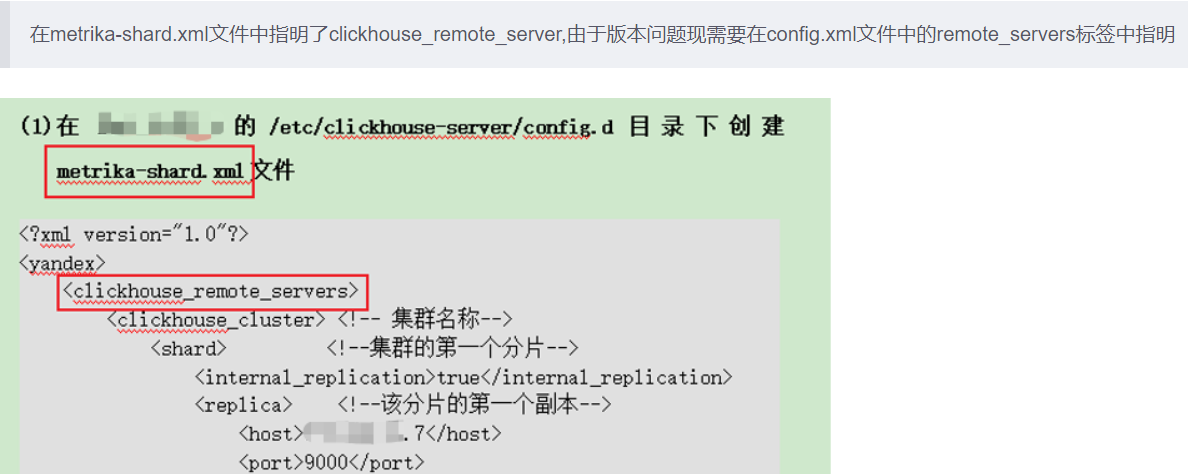 在metrika-shard.xml文件中指明了clickhouse_remote_server,由于版本问题现需要在config.xml文件中的remote_servers标签中指明
(1)在 的 /etc/clickhouse-server/config.d 目录下创建
metrika-shard.xml文件
<?xml version="1.0"?>
<yandex>
<clickhouse_remote_servers>
<clickhouse_cluster> <!-- 集群名称-->
<shard> <!--集群的第一个分片-->
<internal_replication>true</internal_replication>
<replica> <!--该分片的第一个副本-->
<host>.7</host>
<port>9000</port>